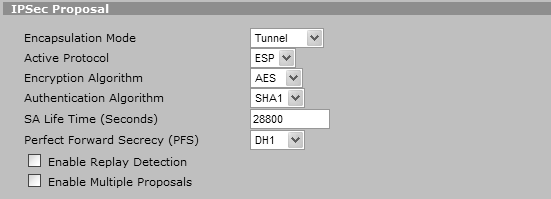 IPSec Proposal
Encapsulation Mode Tunnel
Active Protocol ESP
Encryption Algorithm AES
Authentication Algorithm SHA1
SA Life Time (Seconds) 28800
Perfect Forward Secrecy (PFS) DH1
Enable Replay Detection
Enable Multiple Proposals